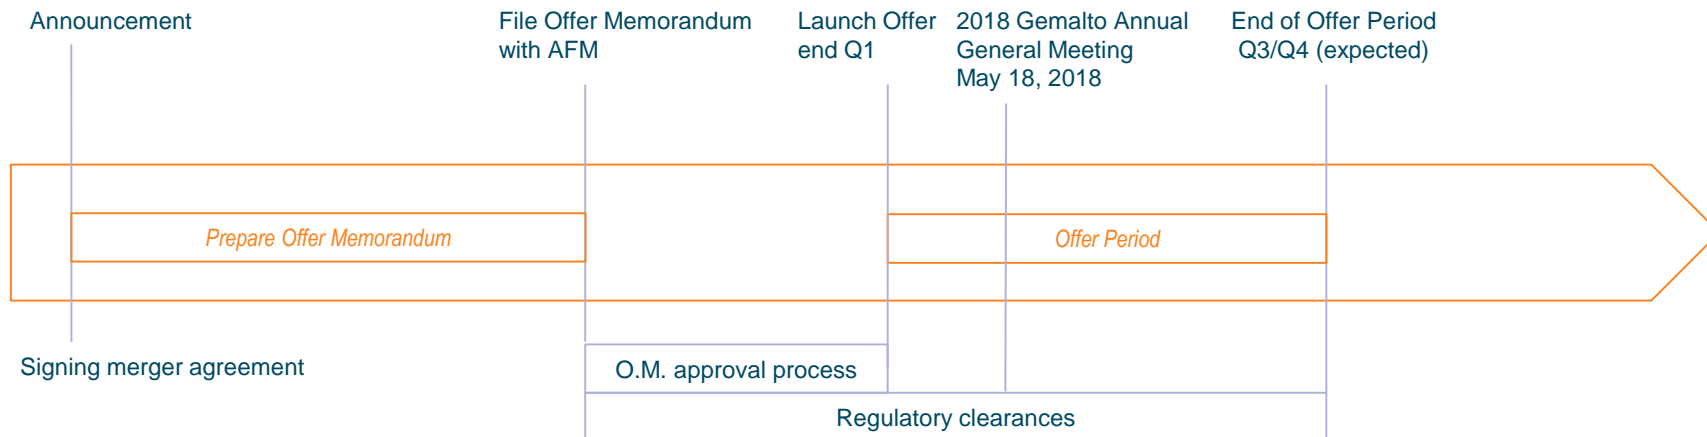 Announcement
File Offer Memorandum
with AFM
Launch Offer
end Q1
2018 Gemalto Annual
General Meeting
May 18, 2018
End of Offer Period
Q3/Q4 (expected)
Prepare Offer Memorandum
Offer Period
Signing merger agreement
O.M. approval process
Regulatory clearances